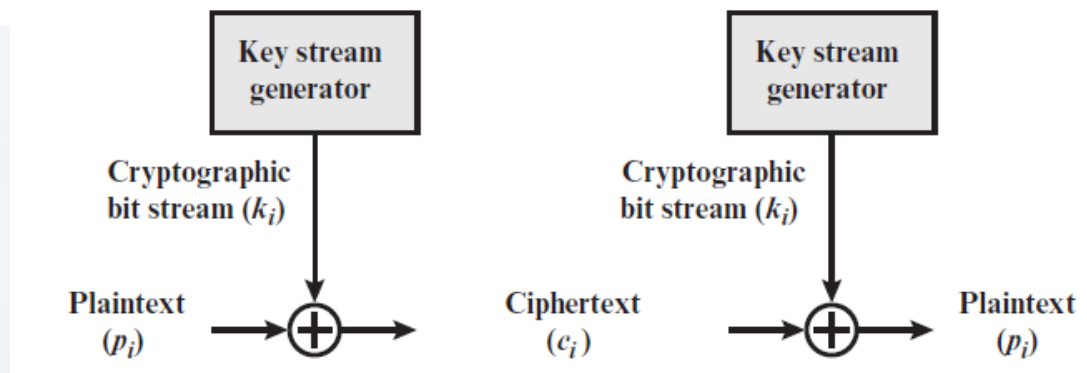 Key stream
generator
Key stream
generator
Cryptographic
bit stream (kᵢ)
Cryptographic
bit stream (kᵢ)
Plaintext
(pᵢ)
Ciphertext
(cᵢ)
Plaintext
(pᵢ)